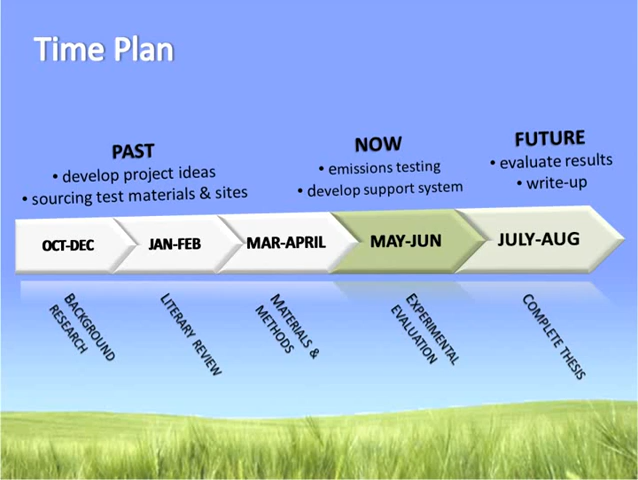 Time Plan
PAST
• develop project ideas
• sourcing test materials & sites
NOW
• emissions testing
• develop support system
FUTURE
• evaluate results
• write-up
OCT-DEC
JAN-FEB
MAR-APRIL
MAY-JUN
JULY-AUG
BACKGROUND
RESEARCH
LITERARY REVIEW
MATERIALS &
METHODS
EXPERIMENTAL
EVALUATION
COMPLETE THESIS